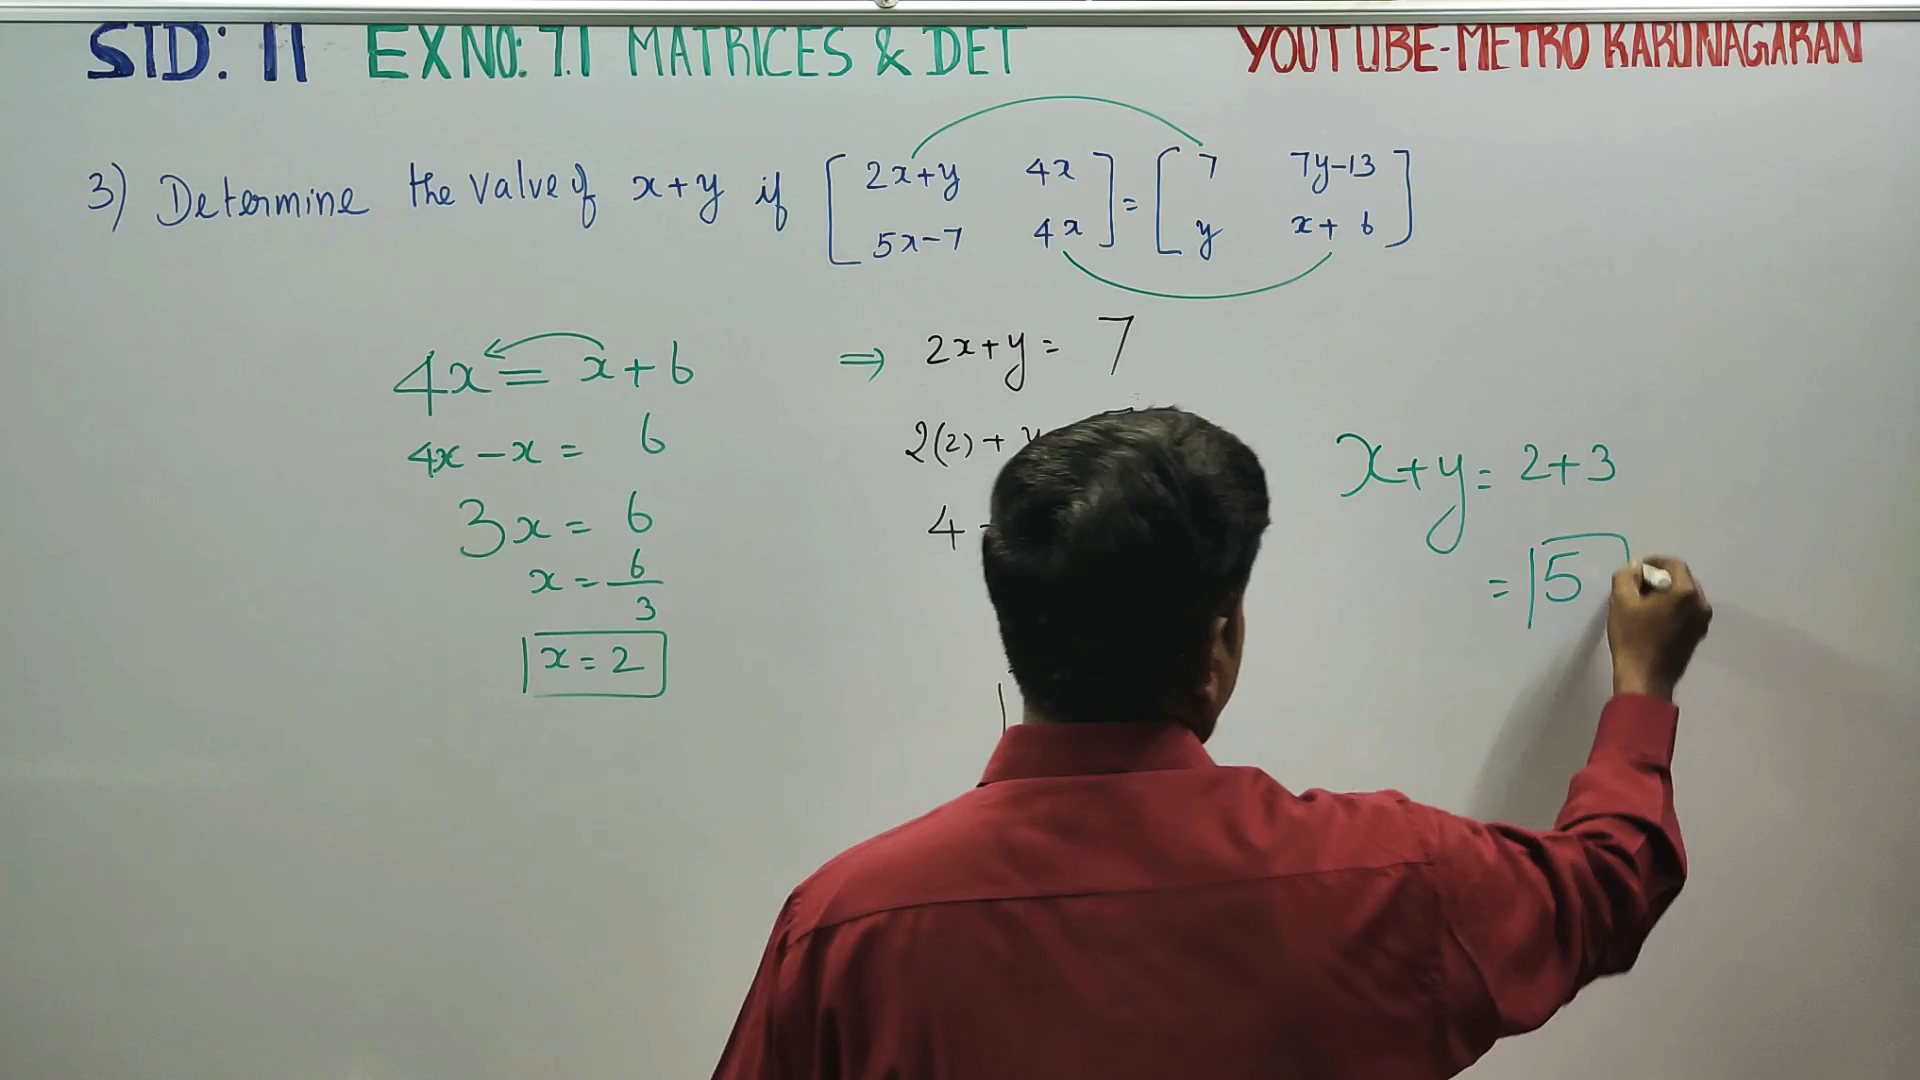 STD: 11 EX NO: 7.1 MATRICES & DET YOUTUBE-METRO KARUNAGARAN
3) Determine the value of x+y if [2x+y 4x] = [7 7y-13]
[5x-7 4x] [y x+6]
4x = x+6
4x - x = 6
3x = 6
x = 6/3
x = 2
⇒ 2x+y = 7
2(2) +
4
x+y = 2+3
= 5